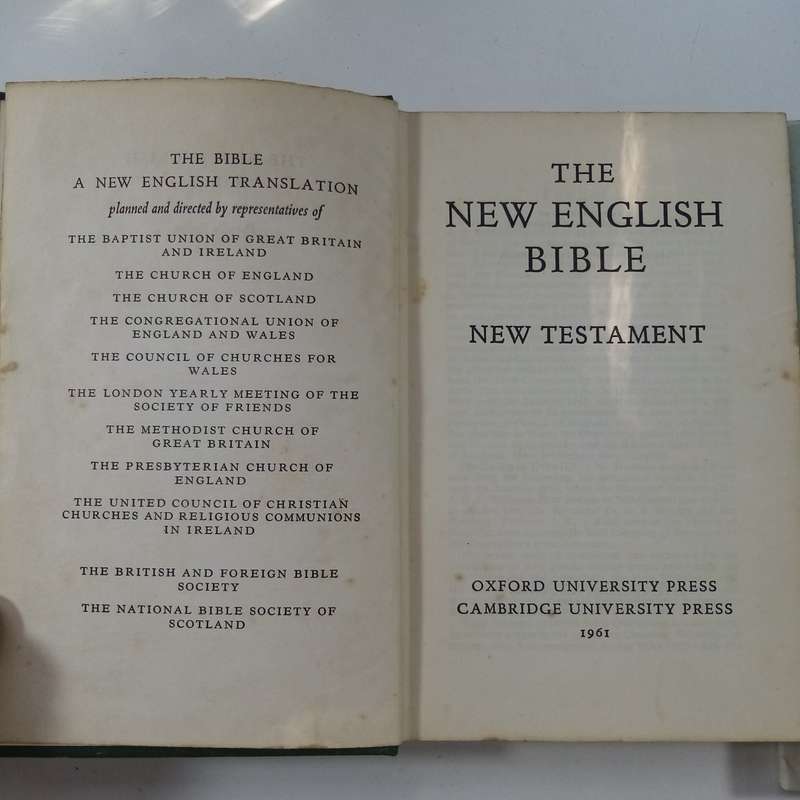 THE BIBLE
A NEW ENGLISH TRANSLATION
planned and directed by representatives of
THE BAPTIST UNION OF GREAT BRITAIN
AND IRELAND
THE CHURCH OF ENGLAND
THE CHURCH OF SCOTLAND
THE CONGREGATIONAL UNION OF
ENGLAND AND WALES
THE COUNCIL OF CHURCHES FOR
WALES
THE LONDON YEARLY MEETING OF THE
SOCIETY OF FRIENDS
THE METHODIST CHURCH OF
GREAT BRITAIN
THE PRESBYTERIAN CHURCH OF
ENGLAND
THE UNITED COUNCIL OF CHRISTIAN
CHURCHES AND RELIGIOUS COMMUNIONS
IN IRELAND
THE BRITISH AND FOREIGN BIBLE
SOCIETY
THE NATIONAL BIBLE SOCIETY OF
SCOTLAND
THE
NEW ENGLISH
BIBLE
NEW TESTAMENT
OXFORD UNIVERSITY PRESS
CAMBRIDGE UNIVERSITY PRESS
1961